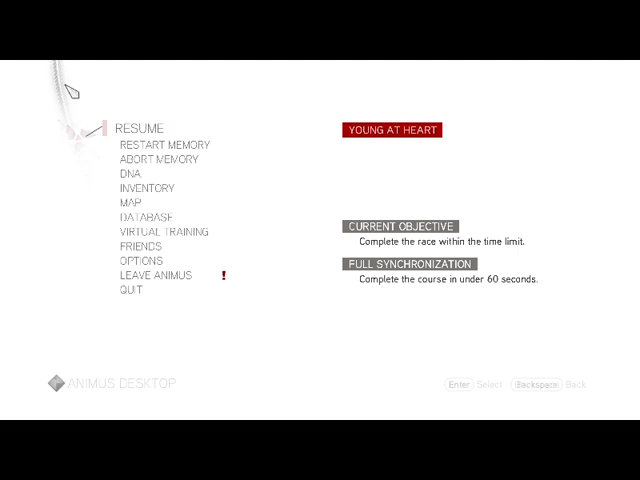 RESUME
RESTART MEMORY
ABORT MEMORY
DNA
INVENTORY
MAP
DATABASE
VIRTUAL TRAINING
FRIENDS
OPTIONS
LEAVE ANIMUS !
QUIT
YOUNG AT HEART
CURRENT OBJECTIVE
Complete the race within the time limit.
FULL SYNCHRONIZATION
Complete the course in under 60 seconds.
ANIMUS DESKTOP
Enter Select Backspace Back